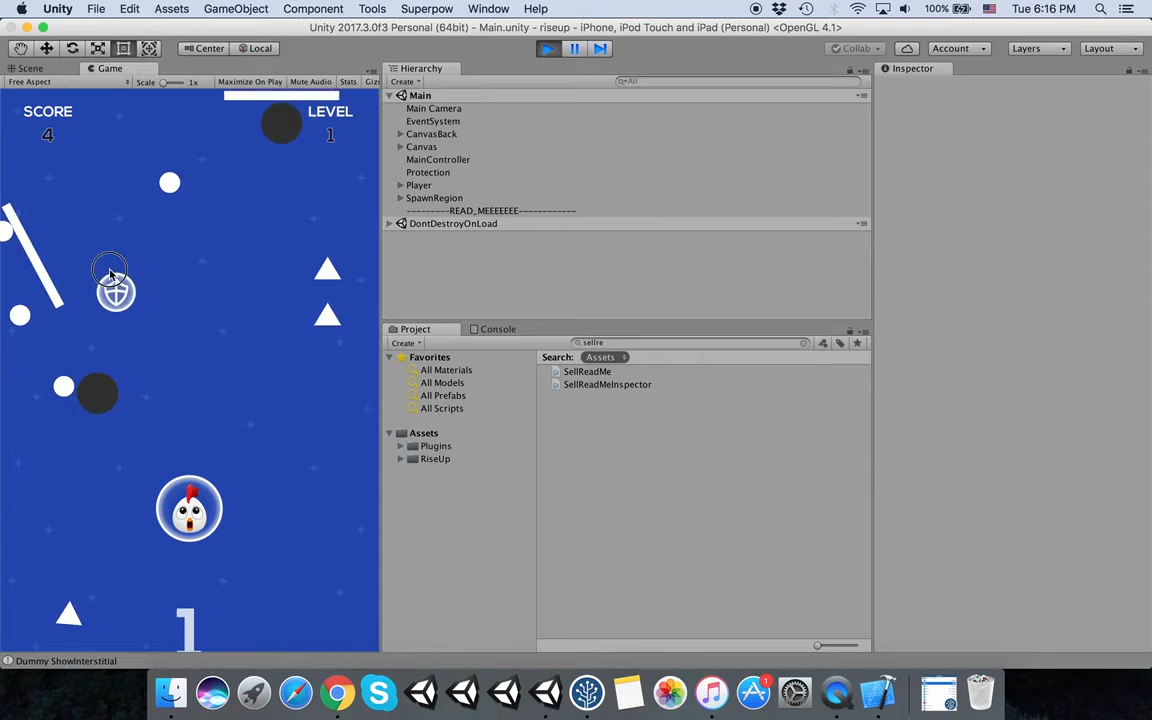 Unity File Edit Assets GameObject Component Tools Superpow Window Help 100% Tue 6:16 PM
Unity 2017.3.0f3 Personal (64bit) - Main.unity - riseup - iPhone, iPod Touch and iPad (Personal) <OpenGL 4.1>
Center Local Collab Account Layers Layout
Scene Game Hierarchy Inspector
Free Aspect Scale 1x Maximize On Play Mute Audio Stats Giz Create All
Main
SCORE LEVEL
4 1
Main Camera
EventSystem
CanvasBack
Canvas
MainController
Protection
Player
SpawnRegion
---------READ_MEEEEEE------------
DontDestroyOnLoad
Project Console
Create sellre
Favorites Search: Assets
All Materials
All Models
All Prefabs
All Scripts
SellReadMe
SellReadMeInspector
Assets
Plugins
RiseUp
1
Dummy ShowInterstitial
1